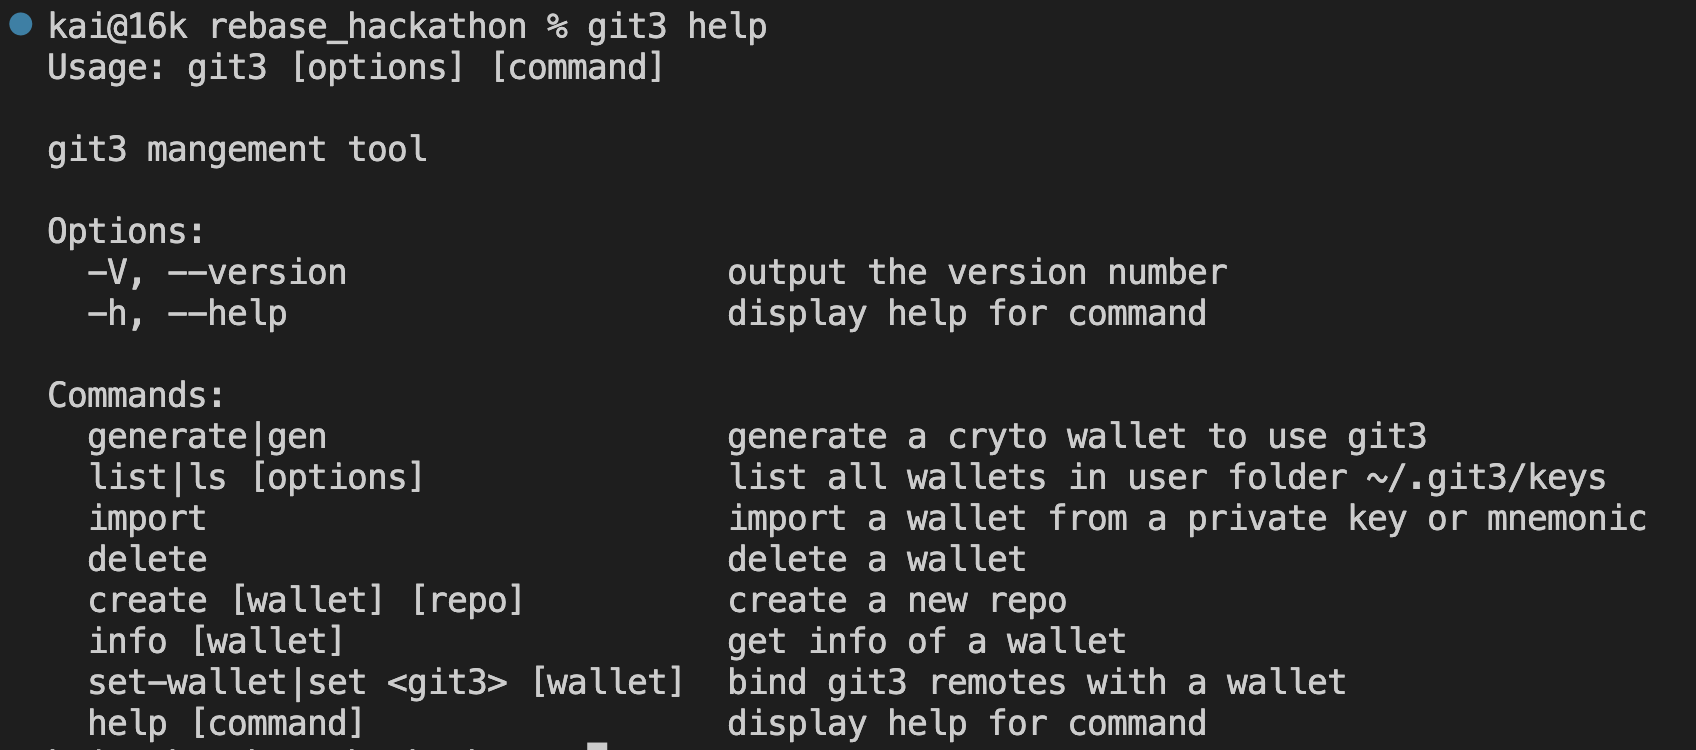 kai@16k rebase_hackathon % git3 help
Usage: git3 [options] [command]
git3 mangement tool
Options:
-V, --version output the version number
-h, --help display help for command
Commands:
generate|gen generate a cryto wallet to use git3
list|ls [options] list all wallets in user folder ~/.git3/keys
import import a wallet from a private key or mnemonic
delete delete a wallet
create [wallet] [repo] create a new repo
info [wallet] get info of a wallet
set-wallet|set <git3> [wallet] bind git3 remotes with a wallet
help [command] display help for command